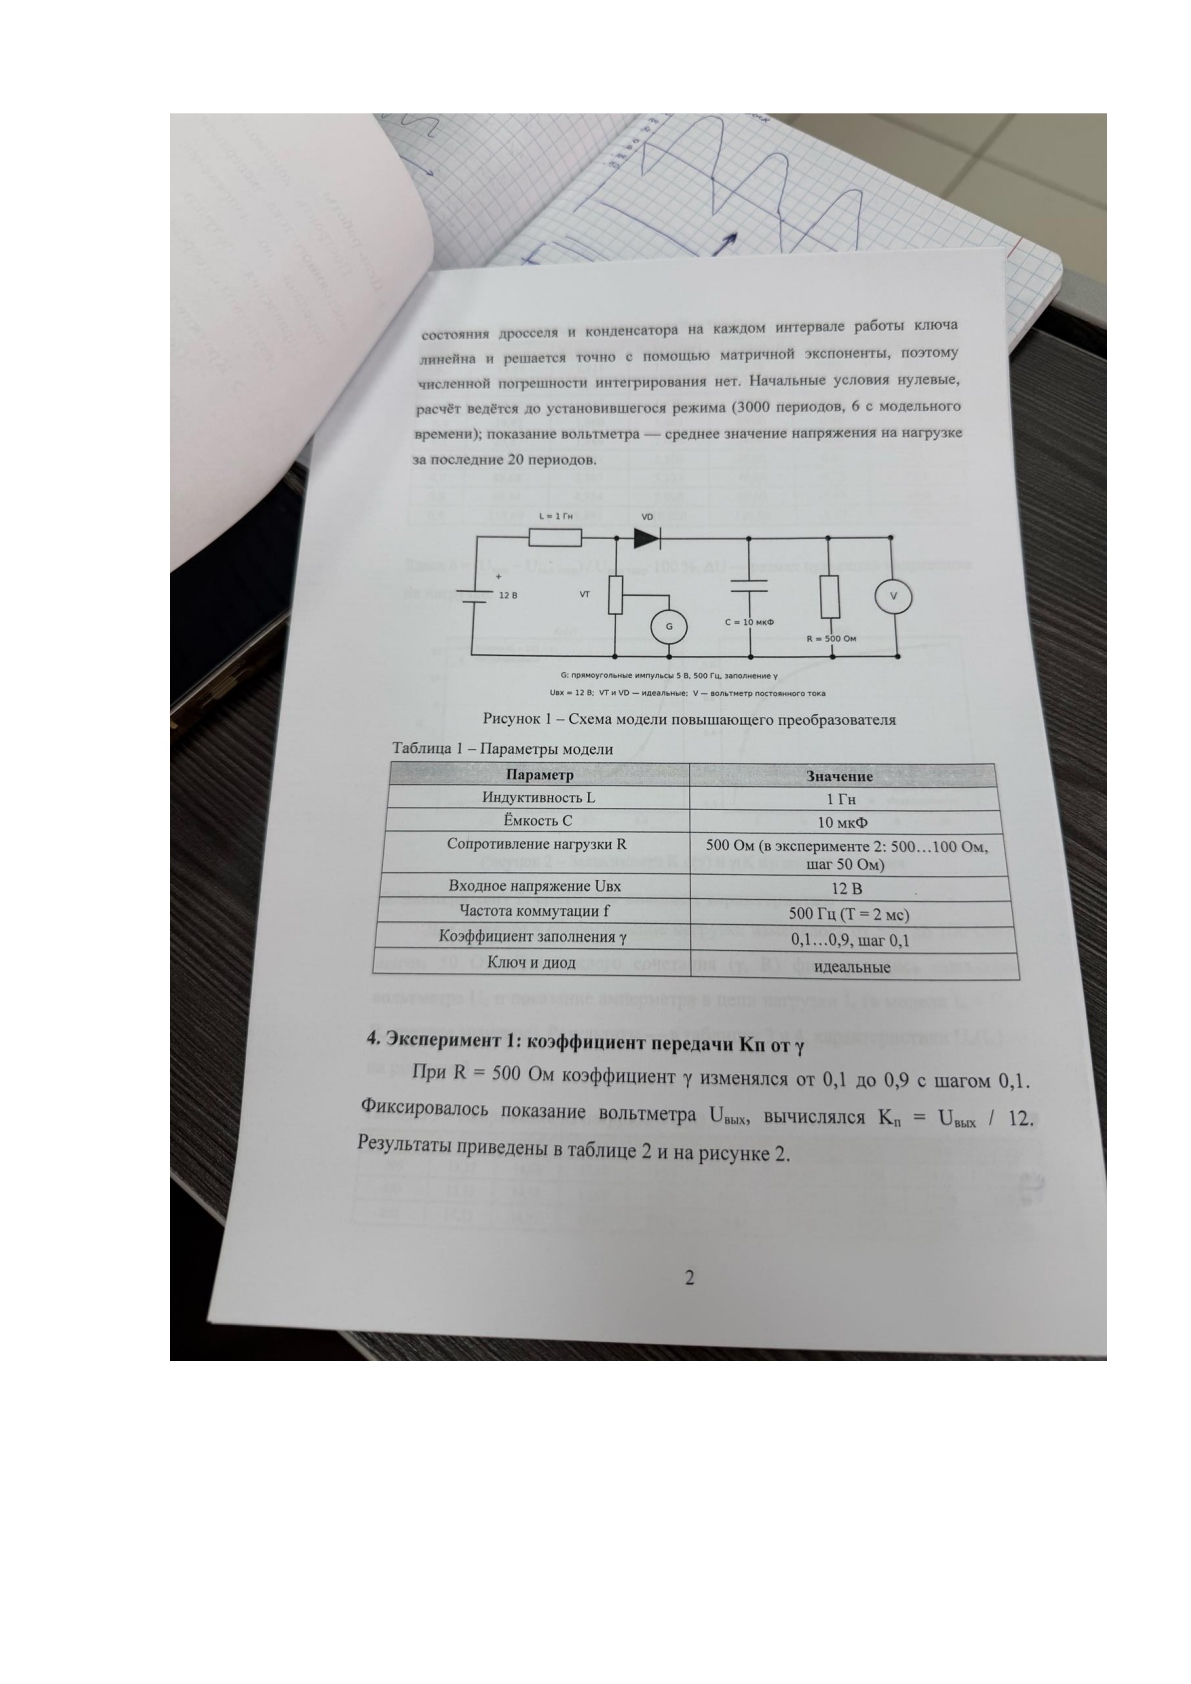 состояния дросселя и конденсатора на каждом интервале работы ключа
линейна и решается точно с помощью матричной экспоненты, поэтому
численной погрешности интегрирования нет. Начальные условия нулевые,
расчёт ведётся до установившегося режима (3000 периодов, 6 с модельного
времени); показание вольтметра — среднее значение напряжения на нагрузке
за последние 20 периодов.
L = 1 Гн
VD
+
12 В
VT
G
C = 10 мкФ
R = 500 Ом
V
G: прямоугольные импульсы 5 В, 500 Гц, заполнение γ
Uвх = 12 В; VT и VD — идеальные; V — вольтметр постоянного тока
Рисунок 1 – Схема модели повышающего преобразователя
Таблица 1 – Параметры модели
Параметр Значение
Индуктивность L 1 Гн
Ёмкость C 10 мкФ
Сопротивление нагрузки R 500 Ом (в эксперименте 2: 500…100 Ом,
шаг 50 Ом)
Входное напряжение Uвх 12 В
Частота коммутации f 500 Гц (T = 2 мс)
Коэффициент заполнения γ 0,1…0,9, шаг 0,1
Ключ и диод идеальные
4. Эксперимент 1: коэффициент передачи Kп от γ
При R = 500 Ом коэффициент γ изменялся от 0,1 до 0,9 с шагом 0,1.
Фиксировалось показание вольтметра Uвых, вычислялся Kп = Uвых / 12.
Результаты приведены в таблице 2 и на рисунке 2.
2